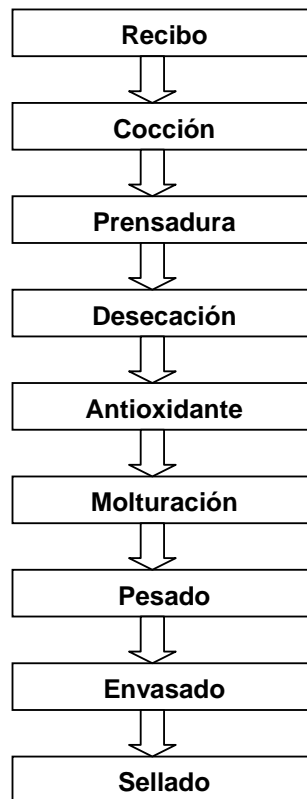 Recibo
Cocción
Prensadura
Desecación
Antioxidante
Molturación
Pesado
Envasado
Sellado